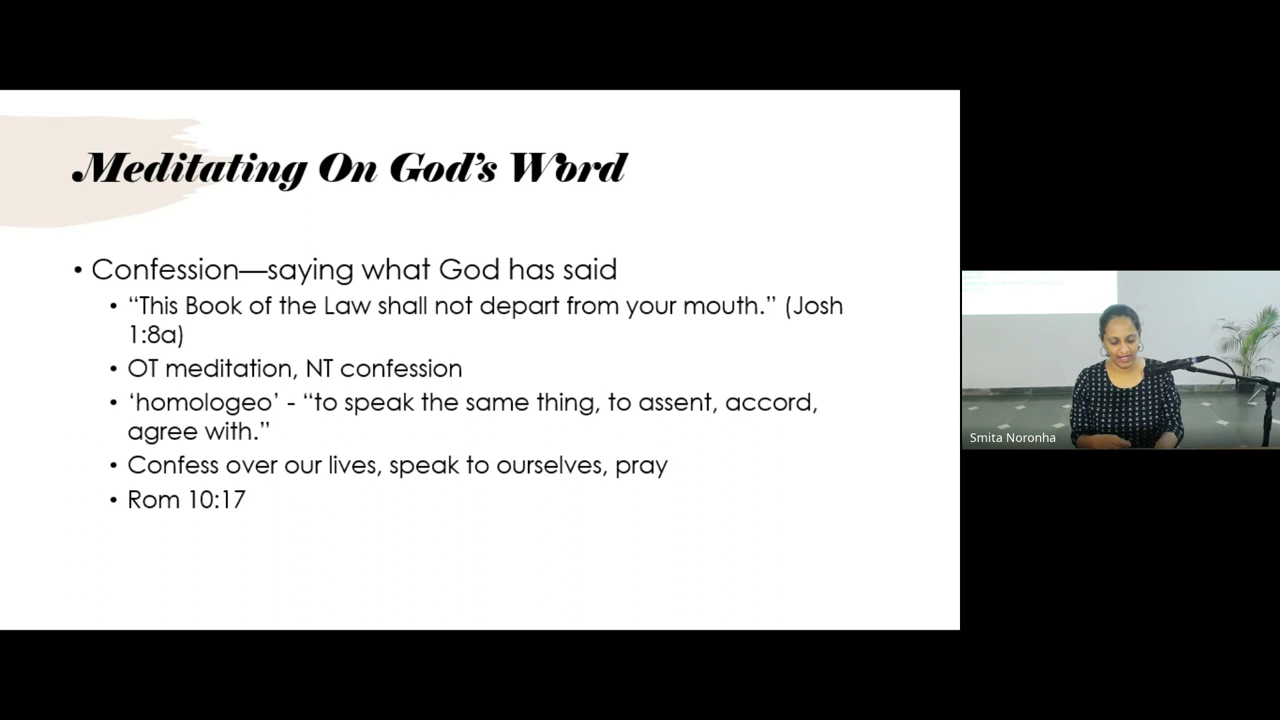 Meditating On God's Word
• Confession—saying what God has said
• “This Book of the Law shall not depart from your mouth.” (Josh
1:8a)
• OT meditation, NT confession
• ‘homologeo’ - “to speak the same thing, to assent, accord,
agree with.”
• Confess over our lives, speak to ourselves, pray
• Rom 10:17
Smita Noronha